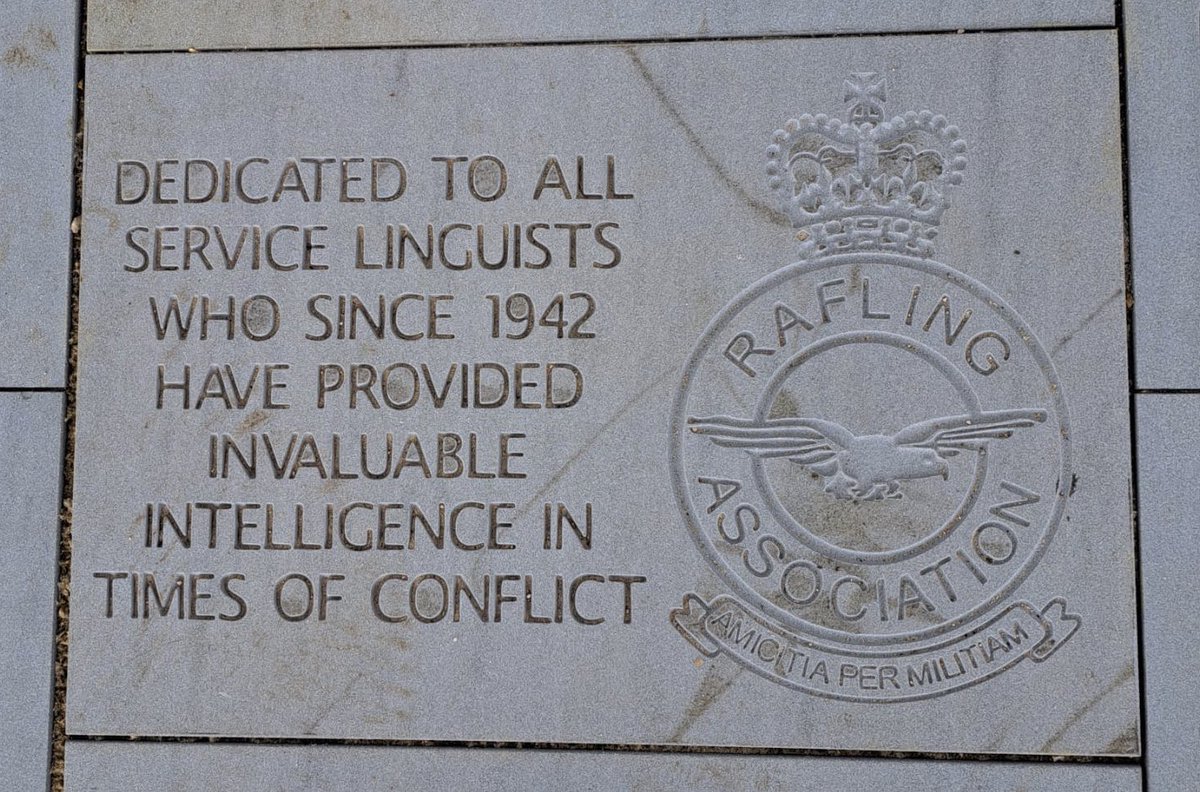 DEDICATED TO ALL
SERVICE LINGUISTS
WHO SINCE 1942
HAVE PROVIDED
INVALUABLE
INTELLIGENCE IN
TIMES OF CONFLICT
RAFLING
ASSOCIATION
AMICITIA PER MILITIAM